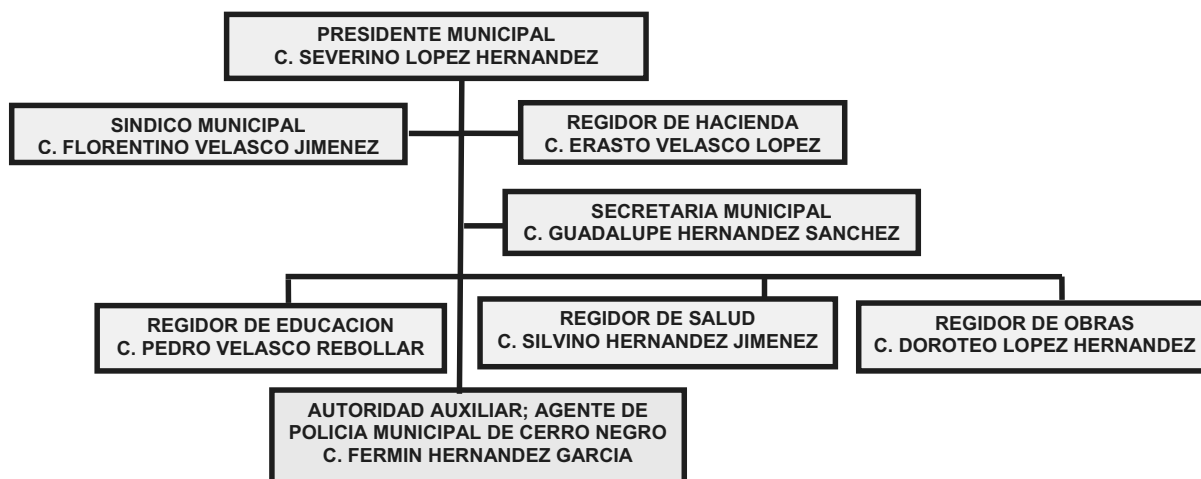 PRESIDENTE MUNICIPAL
C. SEVERINO LOPEZ HERNANDEZ
SINDICO MUNICIPAL
C. FLORENTINO VELASCO JIMENEZ
REGIDOR DE HACIENDA
C. ERASTO VELASCO LOPEZ
SECRETARIA MUNICIPAL
C. GUADALUPE HERNANDEZ SANCHEZ
REGIDOR DE EDUCACION
C. PEDRO VELASCO REBOLLAR
REGIDOR DE SALUD
C. SILVINO HERNANDEZ JIMENEZ
REGIDOR DE OBRAS
C. DOROTEO LOPEZ HERNANDEZ
AUTORIDAD AUXILIAR; AGENTE DE
POLICIA MUNICIPAL DE CERRO NEGRO
C. FERMIN HERNANDEZ GARCIA